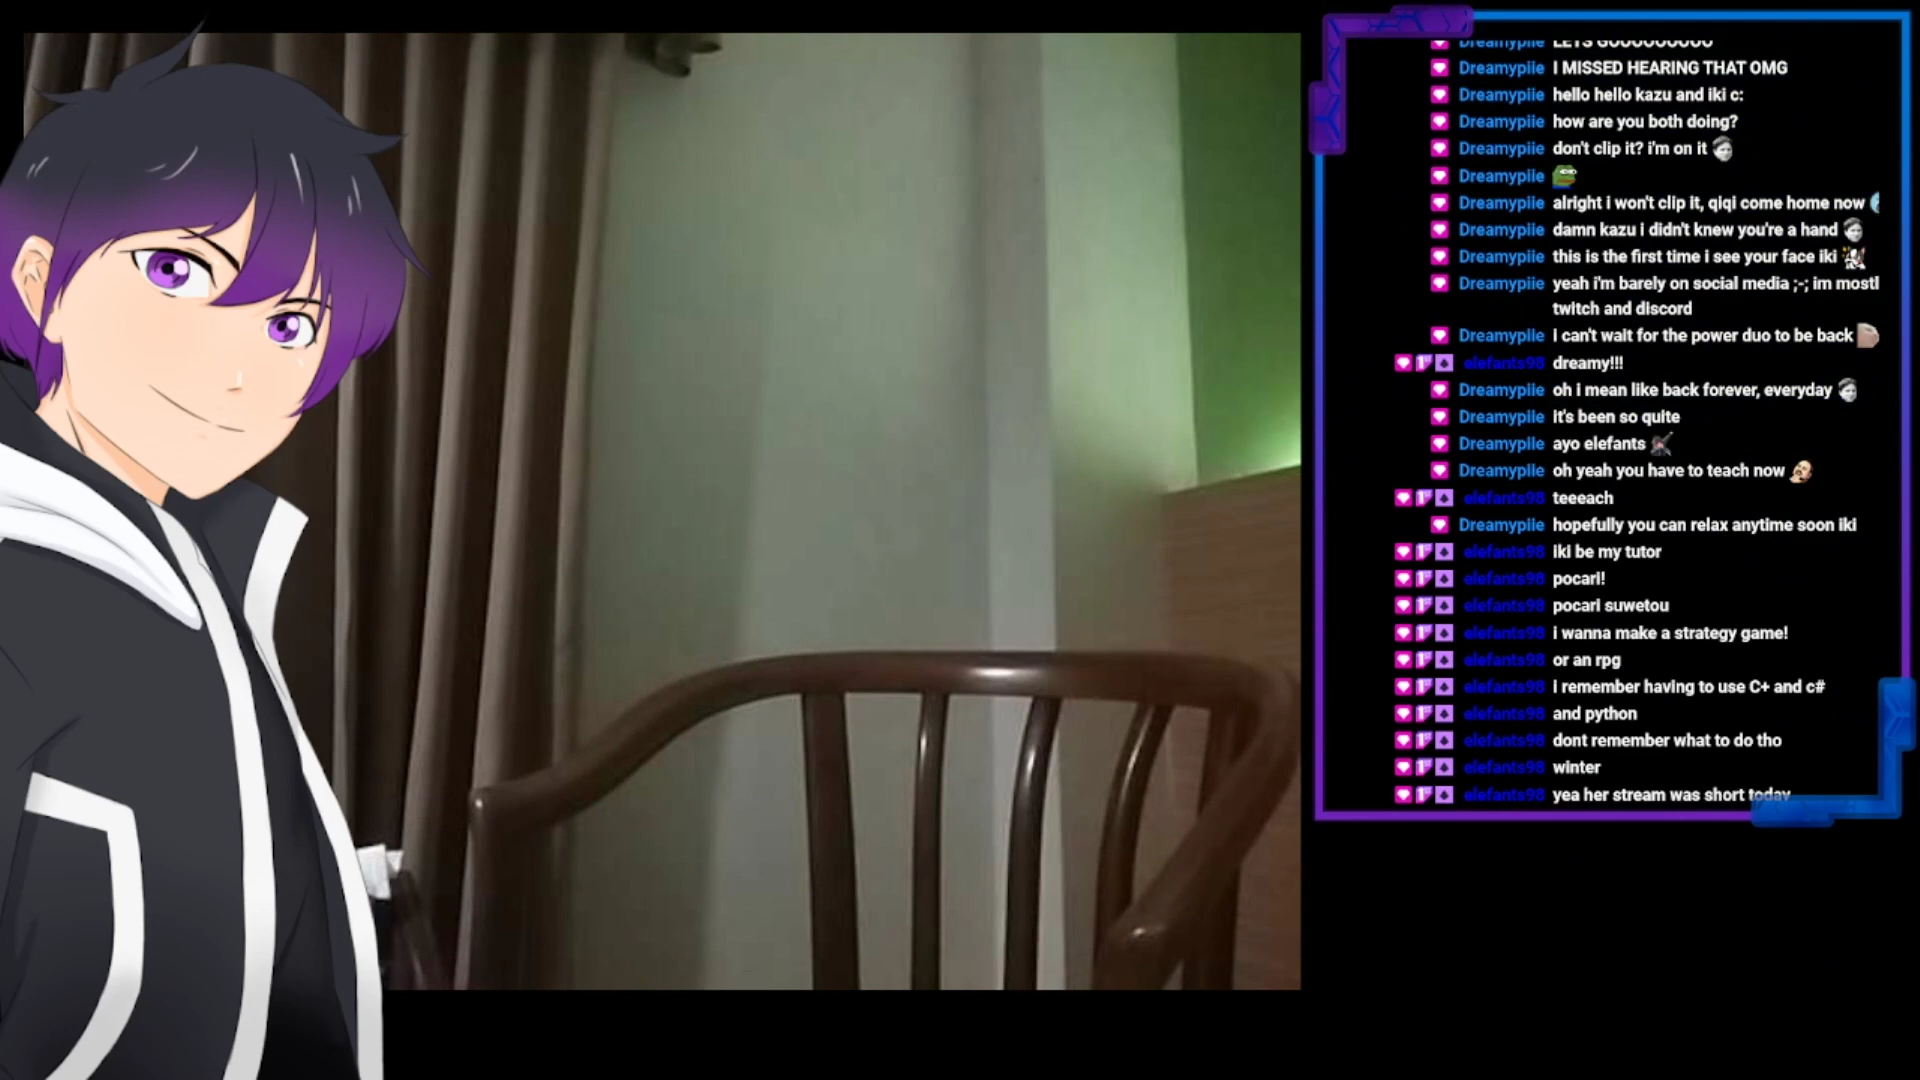 Dreamypiie LETS GOOOOOOOOO
Dreamypiie I MISSED HEARING THAT OMG
Dreamypiie hello hello kazu and iki c:
Dreamypiie how are you both doing?
Dreamypiie don't clip it? i'm on it
Dreamypiie
Dreamypiie alright i won't clip it, qiqi come home now
Dreamypiie damn kazu i didn't knew you're a hand
Dreamypiie this is the first time i see your face iki
Dreamypiie yeah i'm barely on social media ;-; im mostl
twitch and discord
Dreamypiie i can't wait for the power duo to be back
elefants98 dreamy!!!
Dreamypiie oh i mean like back forever, everyday
Dreamypiie it's been so quite
Dreamypiie ayo elefants
Dreamypiie oh yeah you have to teach now
elefants98 teeeach
Dreamypiie hopefully you can relax anytime soon iki
elefants98 iki be my tutor
elefants98 pocari!
elefants98 pocari suwetou
elefants98 i wanna make a strategy game!
elefants98 or an rpg
elefants98 i remember having to use C+ and c#
elefants98 and python
elefants98 dont remember what to do tho
elefants98 winter
elefants98 yea her stream was short today